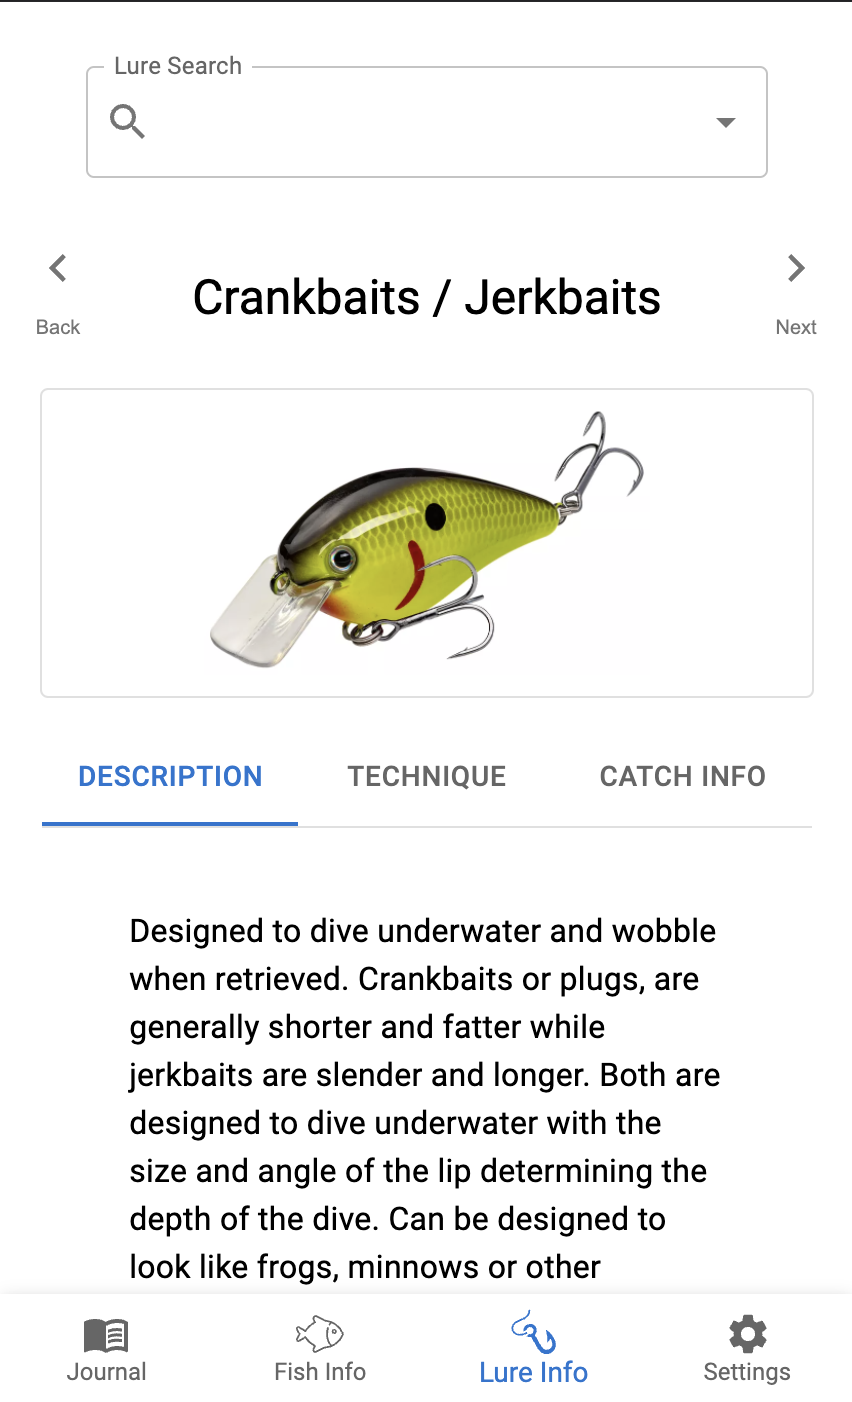 Lure Search
Crankbaits / Jerkbaits
Back
Next
DESCRIPTION
TECHNIQUE
CATCH INFO
Designed to dive underwater and wobble
when retrieved. Crankbaits or plugs, are
generally shorter and fatter while
jerkbaits are slender and longer. Both are
designed to dive underwater with the
size and angle of the lip determining the
depth of the dive. Can be designed to
look like frogs, minnows or other
Journal
Fish Info
Lure Info
Settings